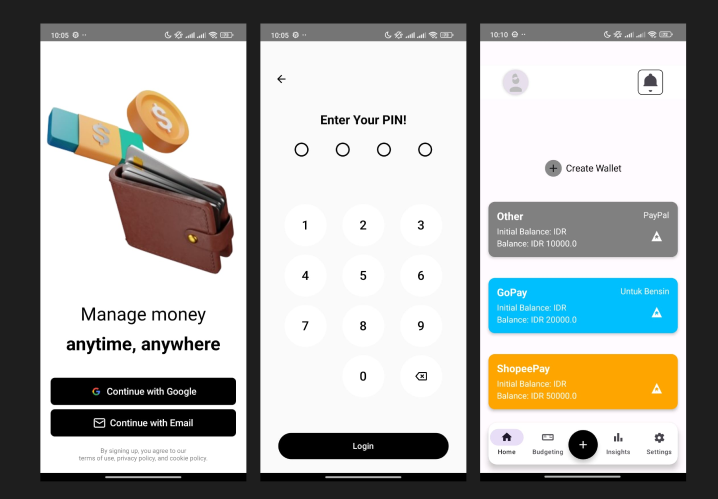 10:05
Manage money
anytime, anywhere
Continue with Google
Continue with Email
By signing up, you agree to our
terms of use, privacy policy, and cookie policy.
10:05
Enter Your PIN!
1 2 3
4 5 6
7 8 9
0
Login
10:10
Create Wallet
Other PayPal
Initial Balance: IDR
Balance: IDR 10000.0
GoPay Untuk Bensin
Initial Balance: IDR
Balance: IDR 20000.0
ShopeePay
Initial Balance: IDR
Balance: IDR 50000.0
Home Budgeting Insights Settings